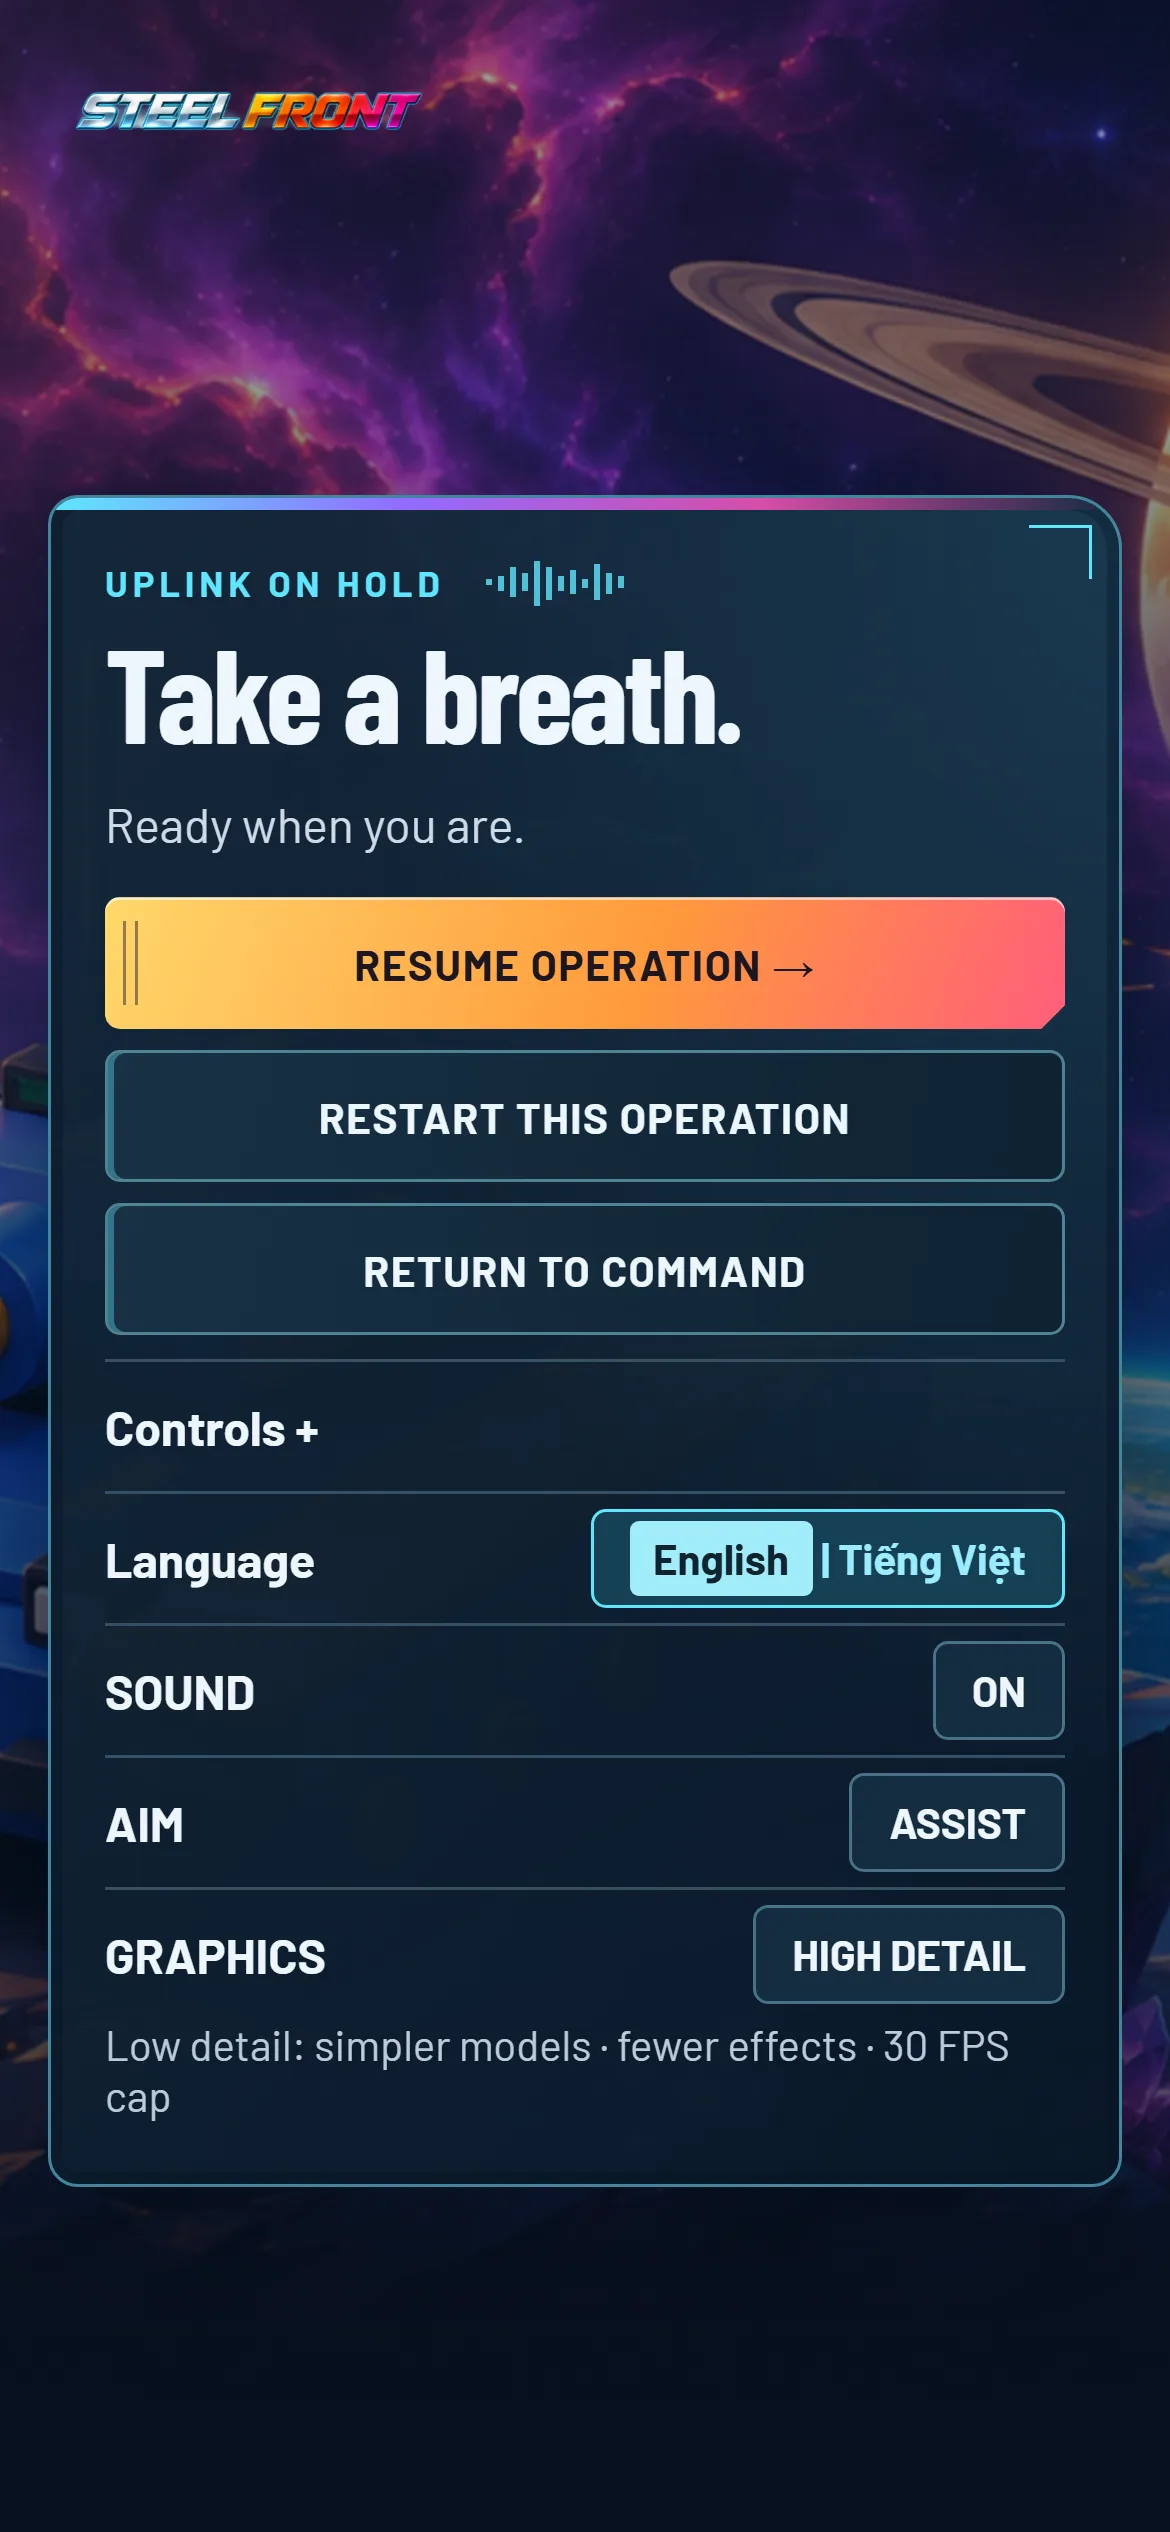 STEEL FRONT
UPLINK ON HOLD
Take a breath.
Ready when you are.
RESUME OPERATION →
RESTART THIS OPERATION
RETURN TO COMMAND
Controls +
Language English | Tiếng Việt
SOUND ON
AIM ASSIST
GRAPHICS HIGH DETAIL
Low detail: simpler models · fewer effects · 30 FPS
cap